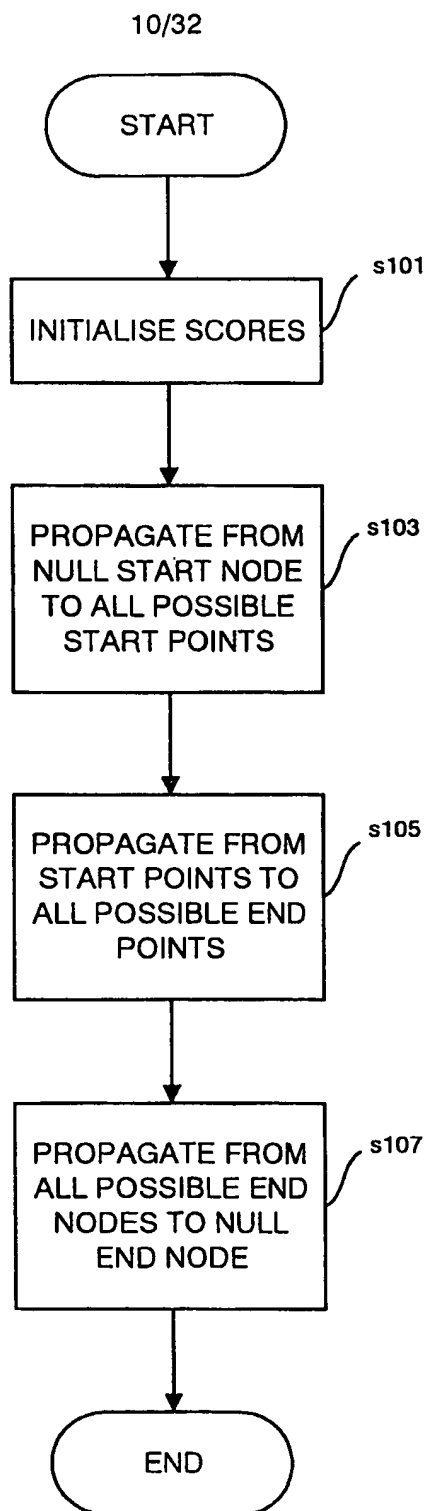 10/32
START
s101
INITIALISE SCORES
s103
PROPAGATE FROM
NULL START NODE
TO ALL POSSIBLE
START POINTS
s105
PROPAGATE FROM
START POINTS TO
ALL POSSIBLE END
POINTS
s107
PROPAGATE FROM
ALL POSSIBLE END
NODES TO NULL
END NODE
END